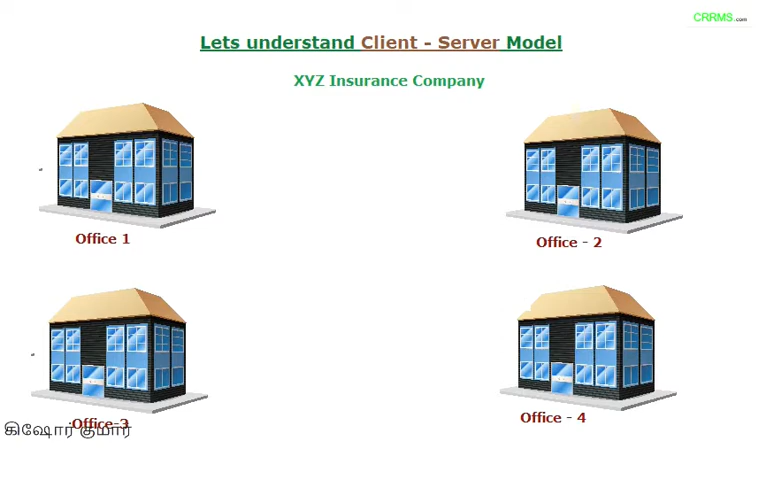 CRRMS.com
Lets understand Client - Server Model
XYZ Insurance Company
Office 1
Office - 2
Office-3
கிஷோர் குமார்
Office - 4